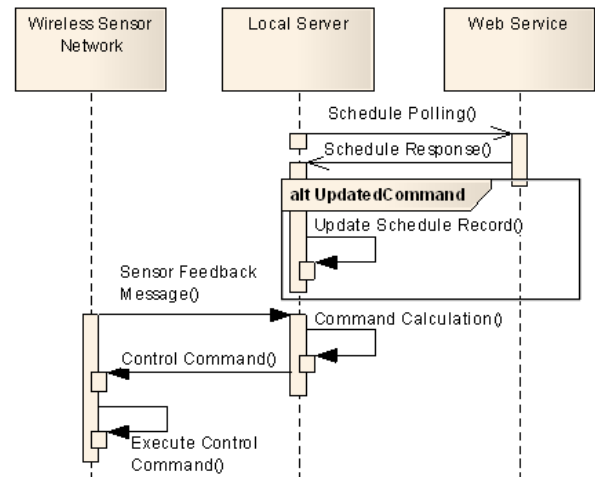 Wireless Sensor
Network
Local Server
Web Service
Schedule Polling()
Schedule Response()
alt UpdatedCommand
Update Schedule Record()
Sensor Feedback
Message()
Command Calculation()
Control Command()
Execute Control
Command()